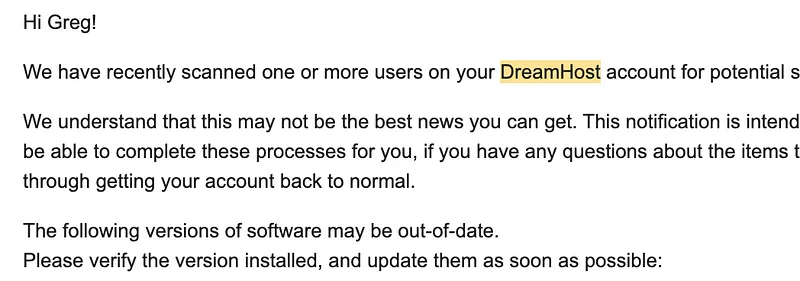 Hi Greg!
We have recently scanned one or more users on your DreamHost account for potential s
We understand that this may not be the best news you can get. This notification is intend
be able to complete these processes for you, if you have any questions about the items t
through getting your account back to normal.
The following versions of software may be out-of-date.
Please verify the version installed, and update them as soon as possible: